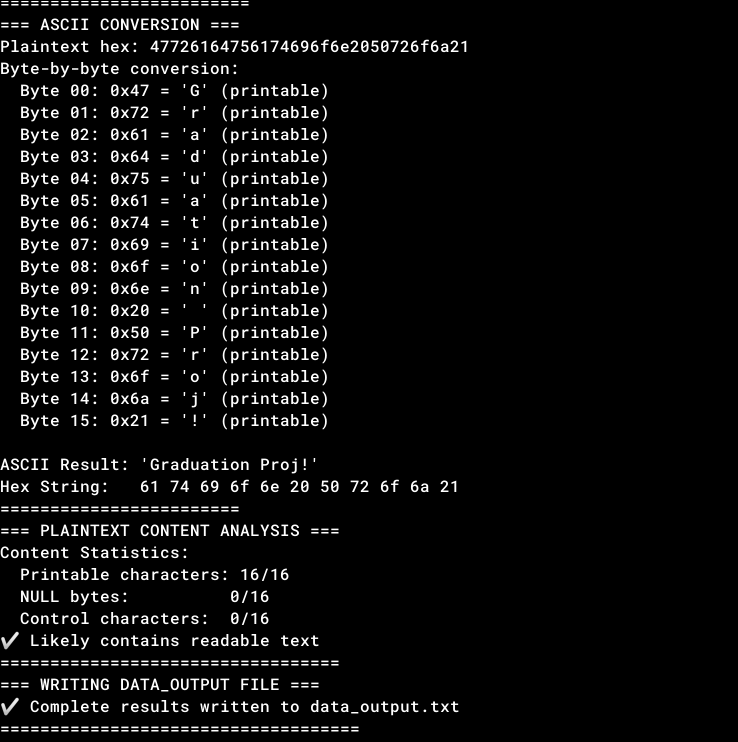 =========================
=== ASCII CONVERSION ===
Plaintext hex: 47726164756174696f6e2050726f6a21
Byte-by-byte conversion:
  Byte 00: 0x47 = 'G' (printable)
  Byte 01: 0x72 = 'r' (printable)
  Byte 02: 0x61 = 'a' (printable)
  Byte 03: 0x64 = 'd' (printable)
  Byte 04: 0x75 = 'u' (printable)
  Byte 05: 0x61 = 'a' (printable)
  Byte 06: 0x74 = 't' (printable)
  Byte 07: 0x69 = 'i' (printable)
  Byte 08: 0x6f = 'o' (printable)
  Byte 09: 0x6e = 'n' (printable)
  Byte 10: 0x20 = ' ' (printable)
  Byte 11: 0x50 = 'P' (printable)
  Byte 12: 0x72 = 'r' (printable)
  Byte 13: 0x6f = 'o' (printable)
  Byte 14: 0x6a = 'j' (printable)
  Byte 15: 0x21 = '!' (printable)

ASCII Result: 'Graduation Proj!'
Hex String:   61 74 69 6f 6e 20 50 72 6f 6a 21
========================
=== PLAINTEXT CONTENT ANALYSIS ===
Content Statistics:
  Printable characters: 16/16
  NULL bytes:          0/16
  Control characters:  0/16
✔ Likely contains readable text
==================================
=== WRITING DATA_OUTPUT FILE ===
✔ Complete results written to data_output.txt
====================================